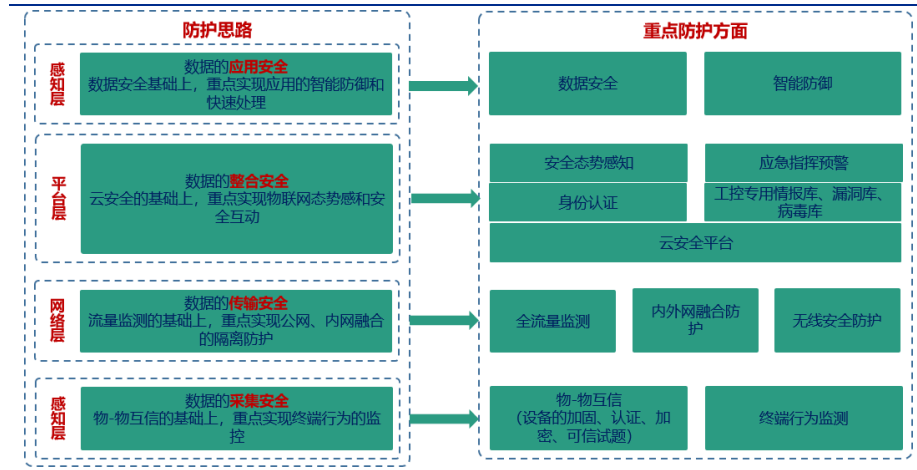 防护思路
重点防护方面
感知层
数据的应用安全
数据安全基础上，重点实现应用的智能防御和
快速处理
数据安全
智能防御
平台层
数据的整合安全
云安全的基础上，重点实现物联网态势感和安
全互动
安全态势感知
应急指挥预警
身份认证
工控专用情报库、漏洞库、
病毒库
云安全平台
网络层
数据的传输安全
流量监测的基础上，重点实现公网、内网融合
的隔离防护
全流量监测
内外网融合防
护
无线安全防护
感知层
数据的采集安全
物-物互信的基础上，重点实现终端行为的监
控
物-物互信
（设备的加固、认证、加
密、可信试题）
终端行为监测